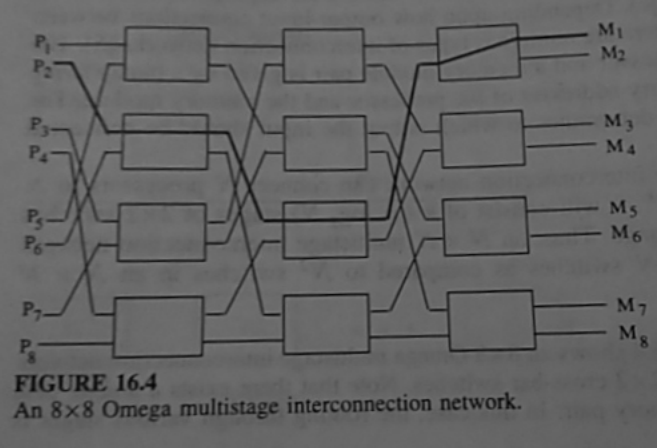 P1
M1
P2
M2
P3
M3
P4
M4
P5
M5
P6
M6
P7
M7
P8
M8
FIGURE 16.4
An 8×8 Omega multistage interconnection network.